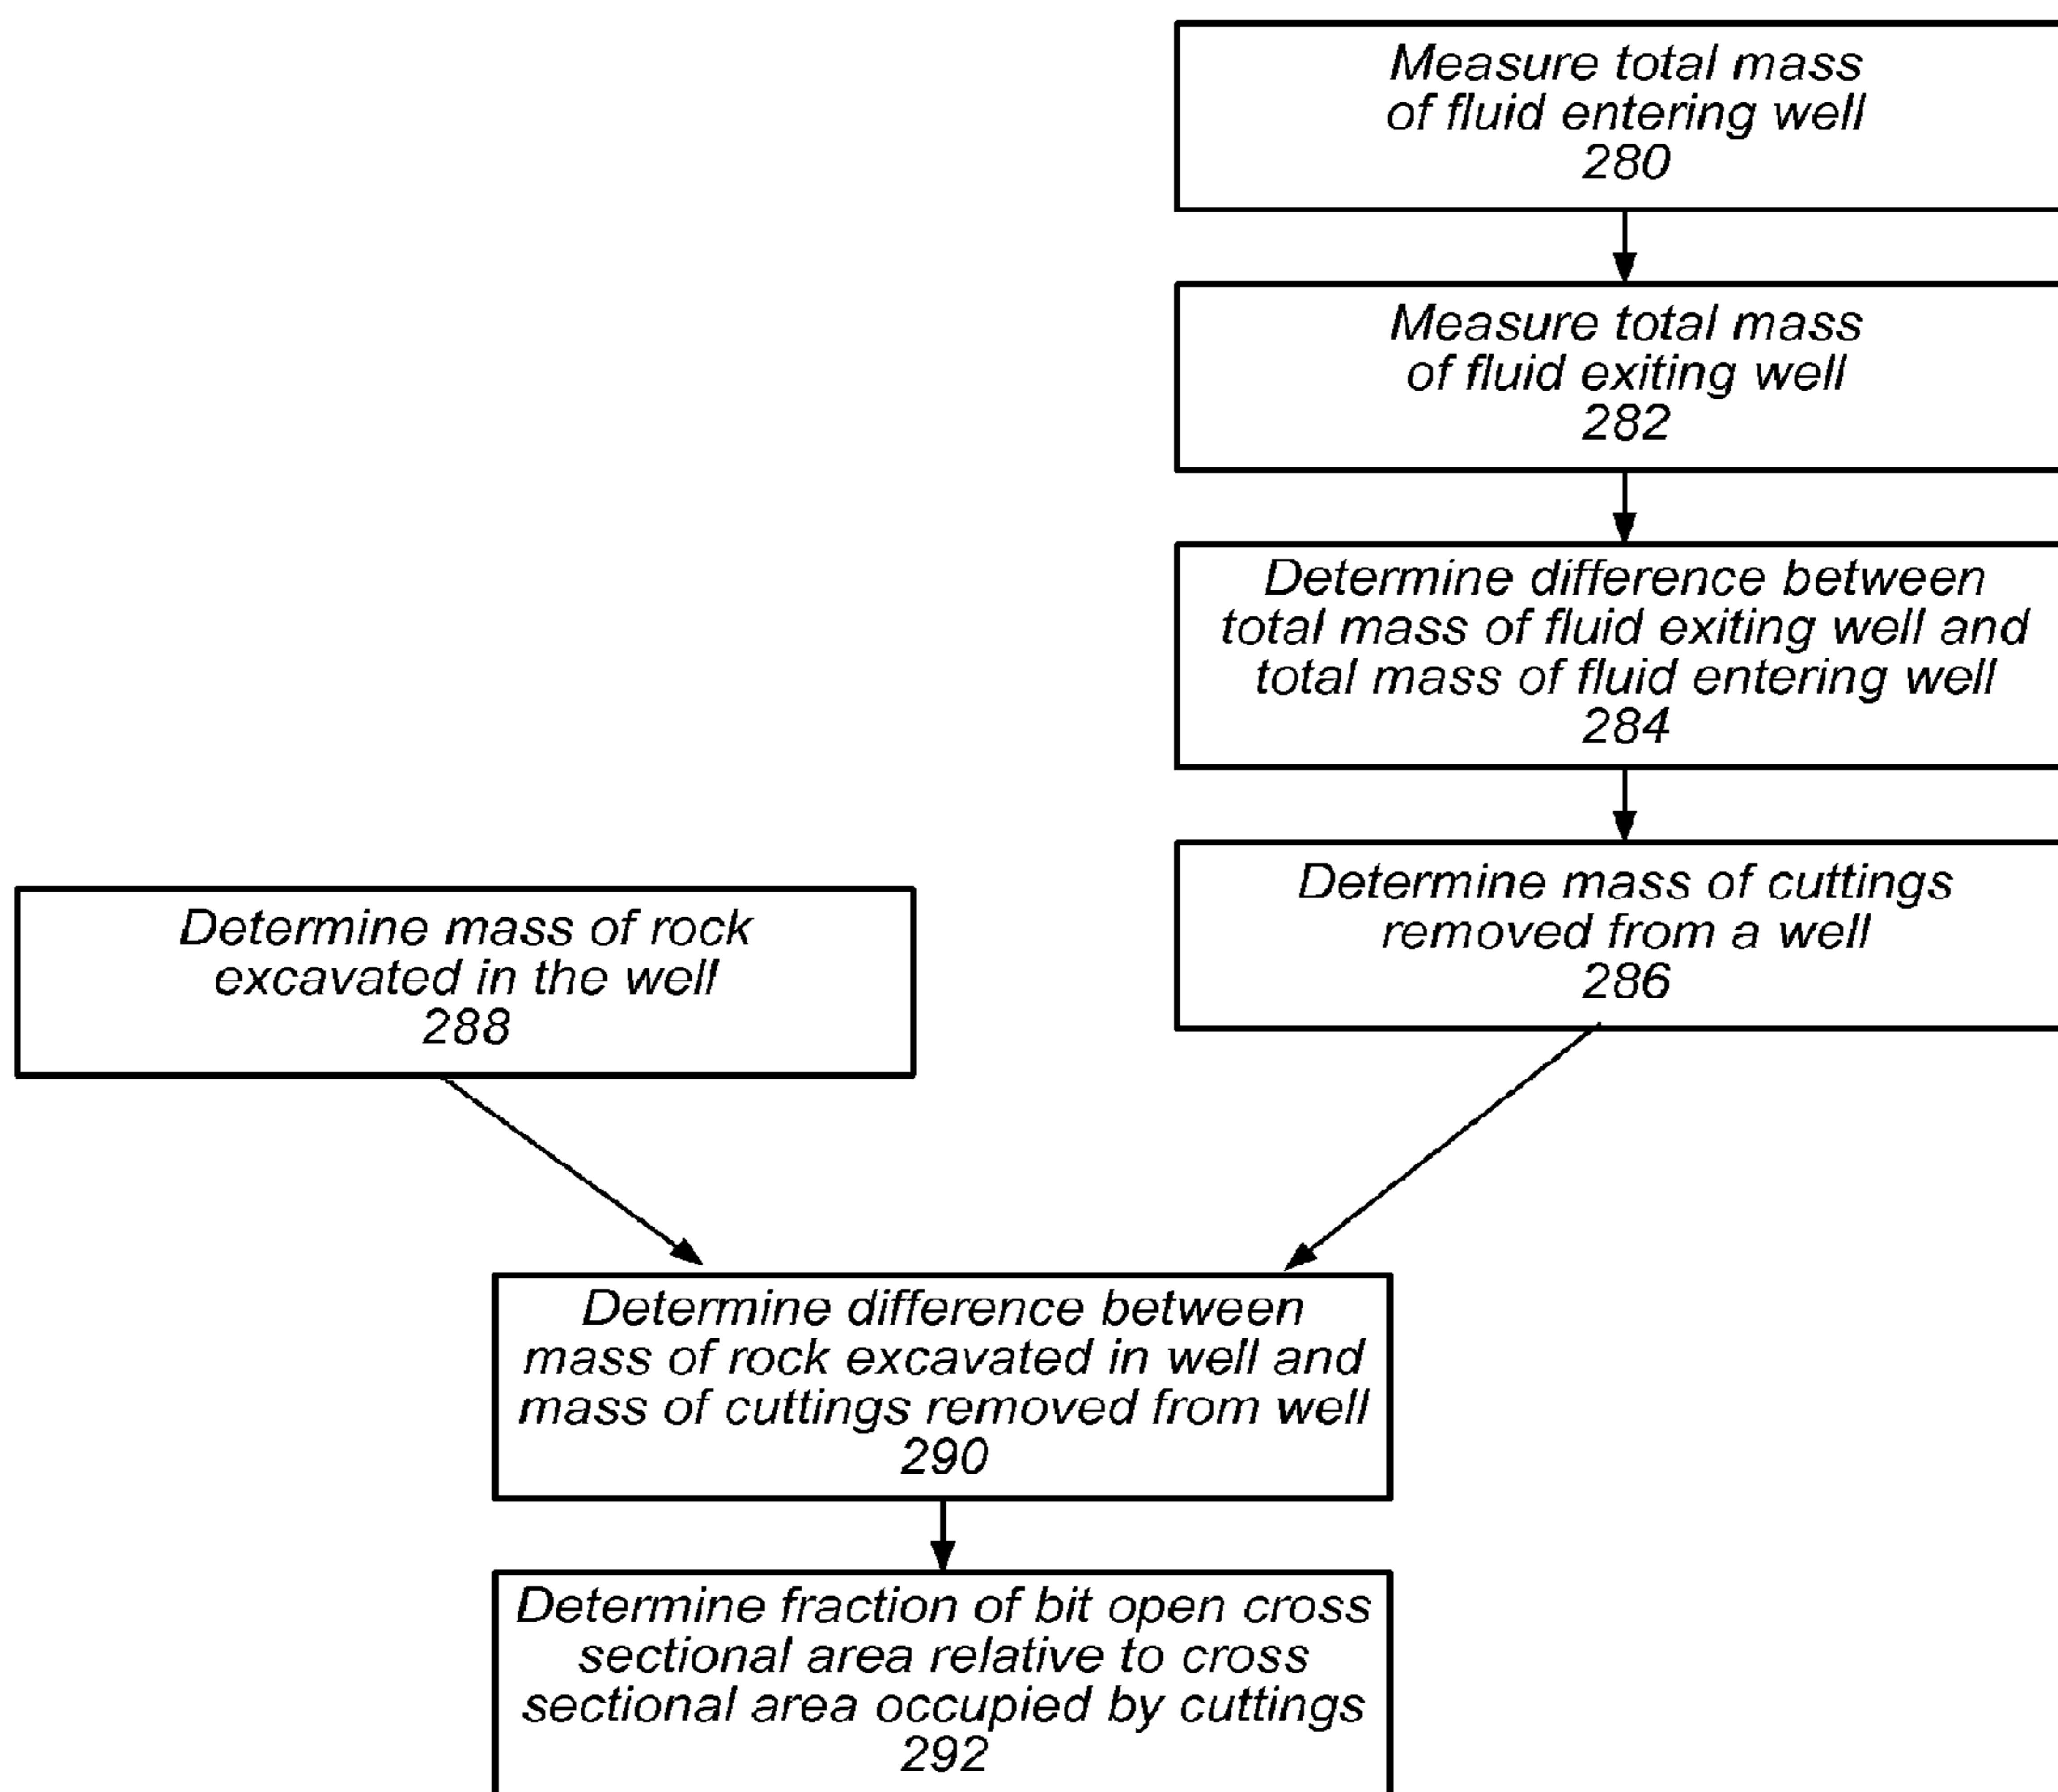 Measure total mass
of fluid entering well
280
Measure total mass
of fluid exiting well
282
Determine difference between
total mass of fluid exiting well and
total mass of fluid entering well
284
Determine mass of cuttings
removed from a well
286
Determine mass of rock
excavated in the well
288
Determine difference between
mass of rock excavated in well and
mass of cuttings removed from well
290
Determine fraction of bit open cross
sectional area relative to cross
sectional area occupied by cuttings
292